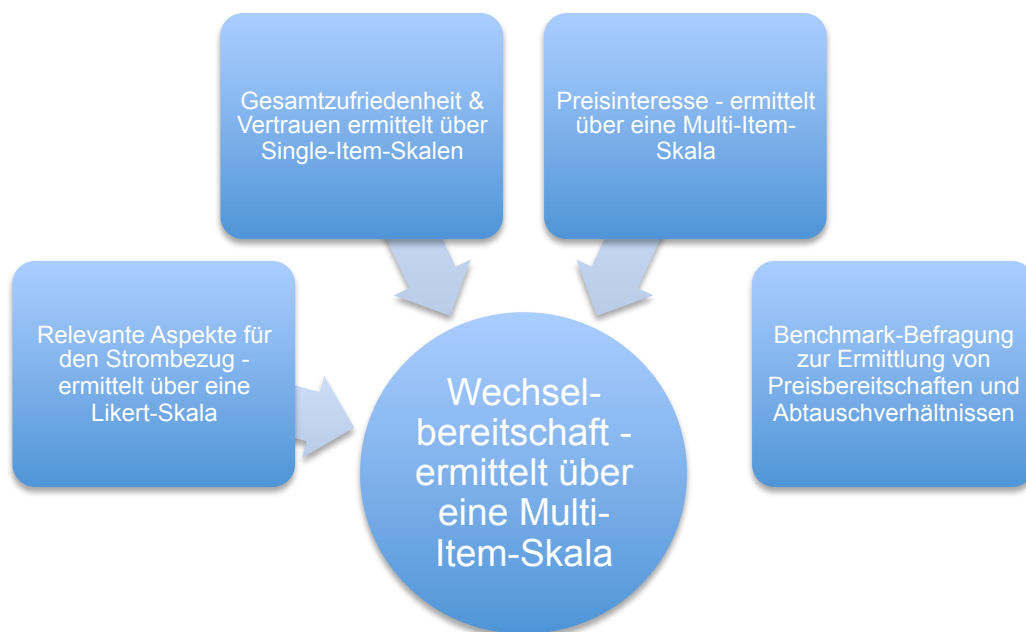 Gesamtzufriedenheit &
Vertrauen ermittelt über
Single-Item-Skalen
Preisinteresse - ermittelt
über eine Multi-Item-
Skala
Relevante Aspekte für
den Strombezug -
ermittelt über eine
Likert-Skala
Benchmark-Befragung
zur Ermittlung von
Preisbereitschaften und
Abtauschverhältnissen
Wechsel-
bereitschaft -
ermittelt über
eine Multi-
Item-Skala